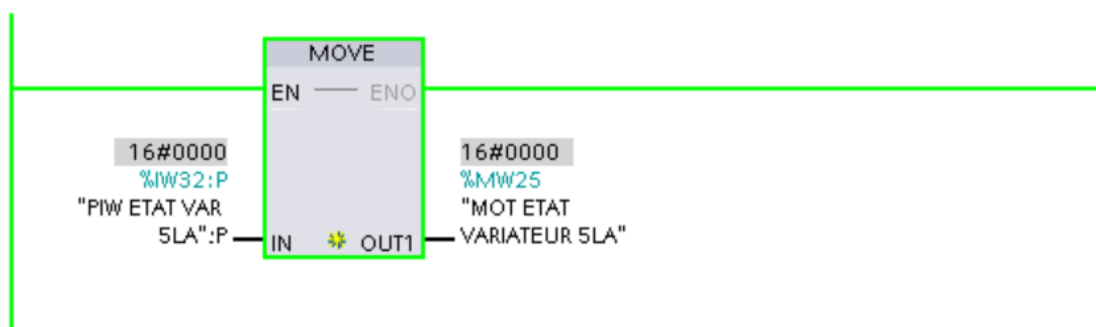 MOVE
EN ENO
16#0000
%IW32:P
"PIW ETAT VAR
5LA":P
IN OUT1
16#0000
%MW25
"MOT ETAT
VARIATEUR 5LA"